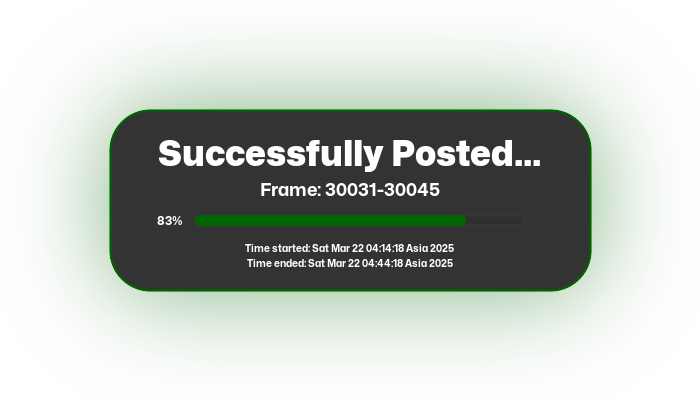 Successfully Posted...
Frame: 30031-30045
83%
Time started: Sat Mar 22 04:14:18 Asia 2025
Time ended: Sat Mar 22 04:44:18 Asia 2025